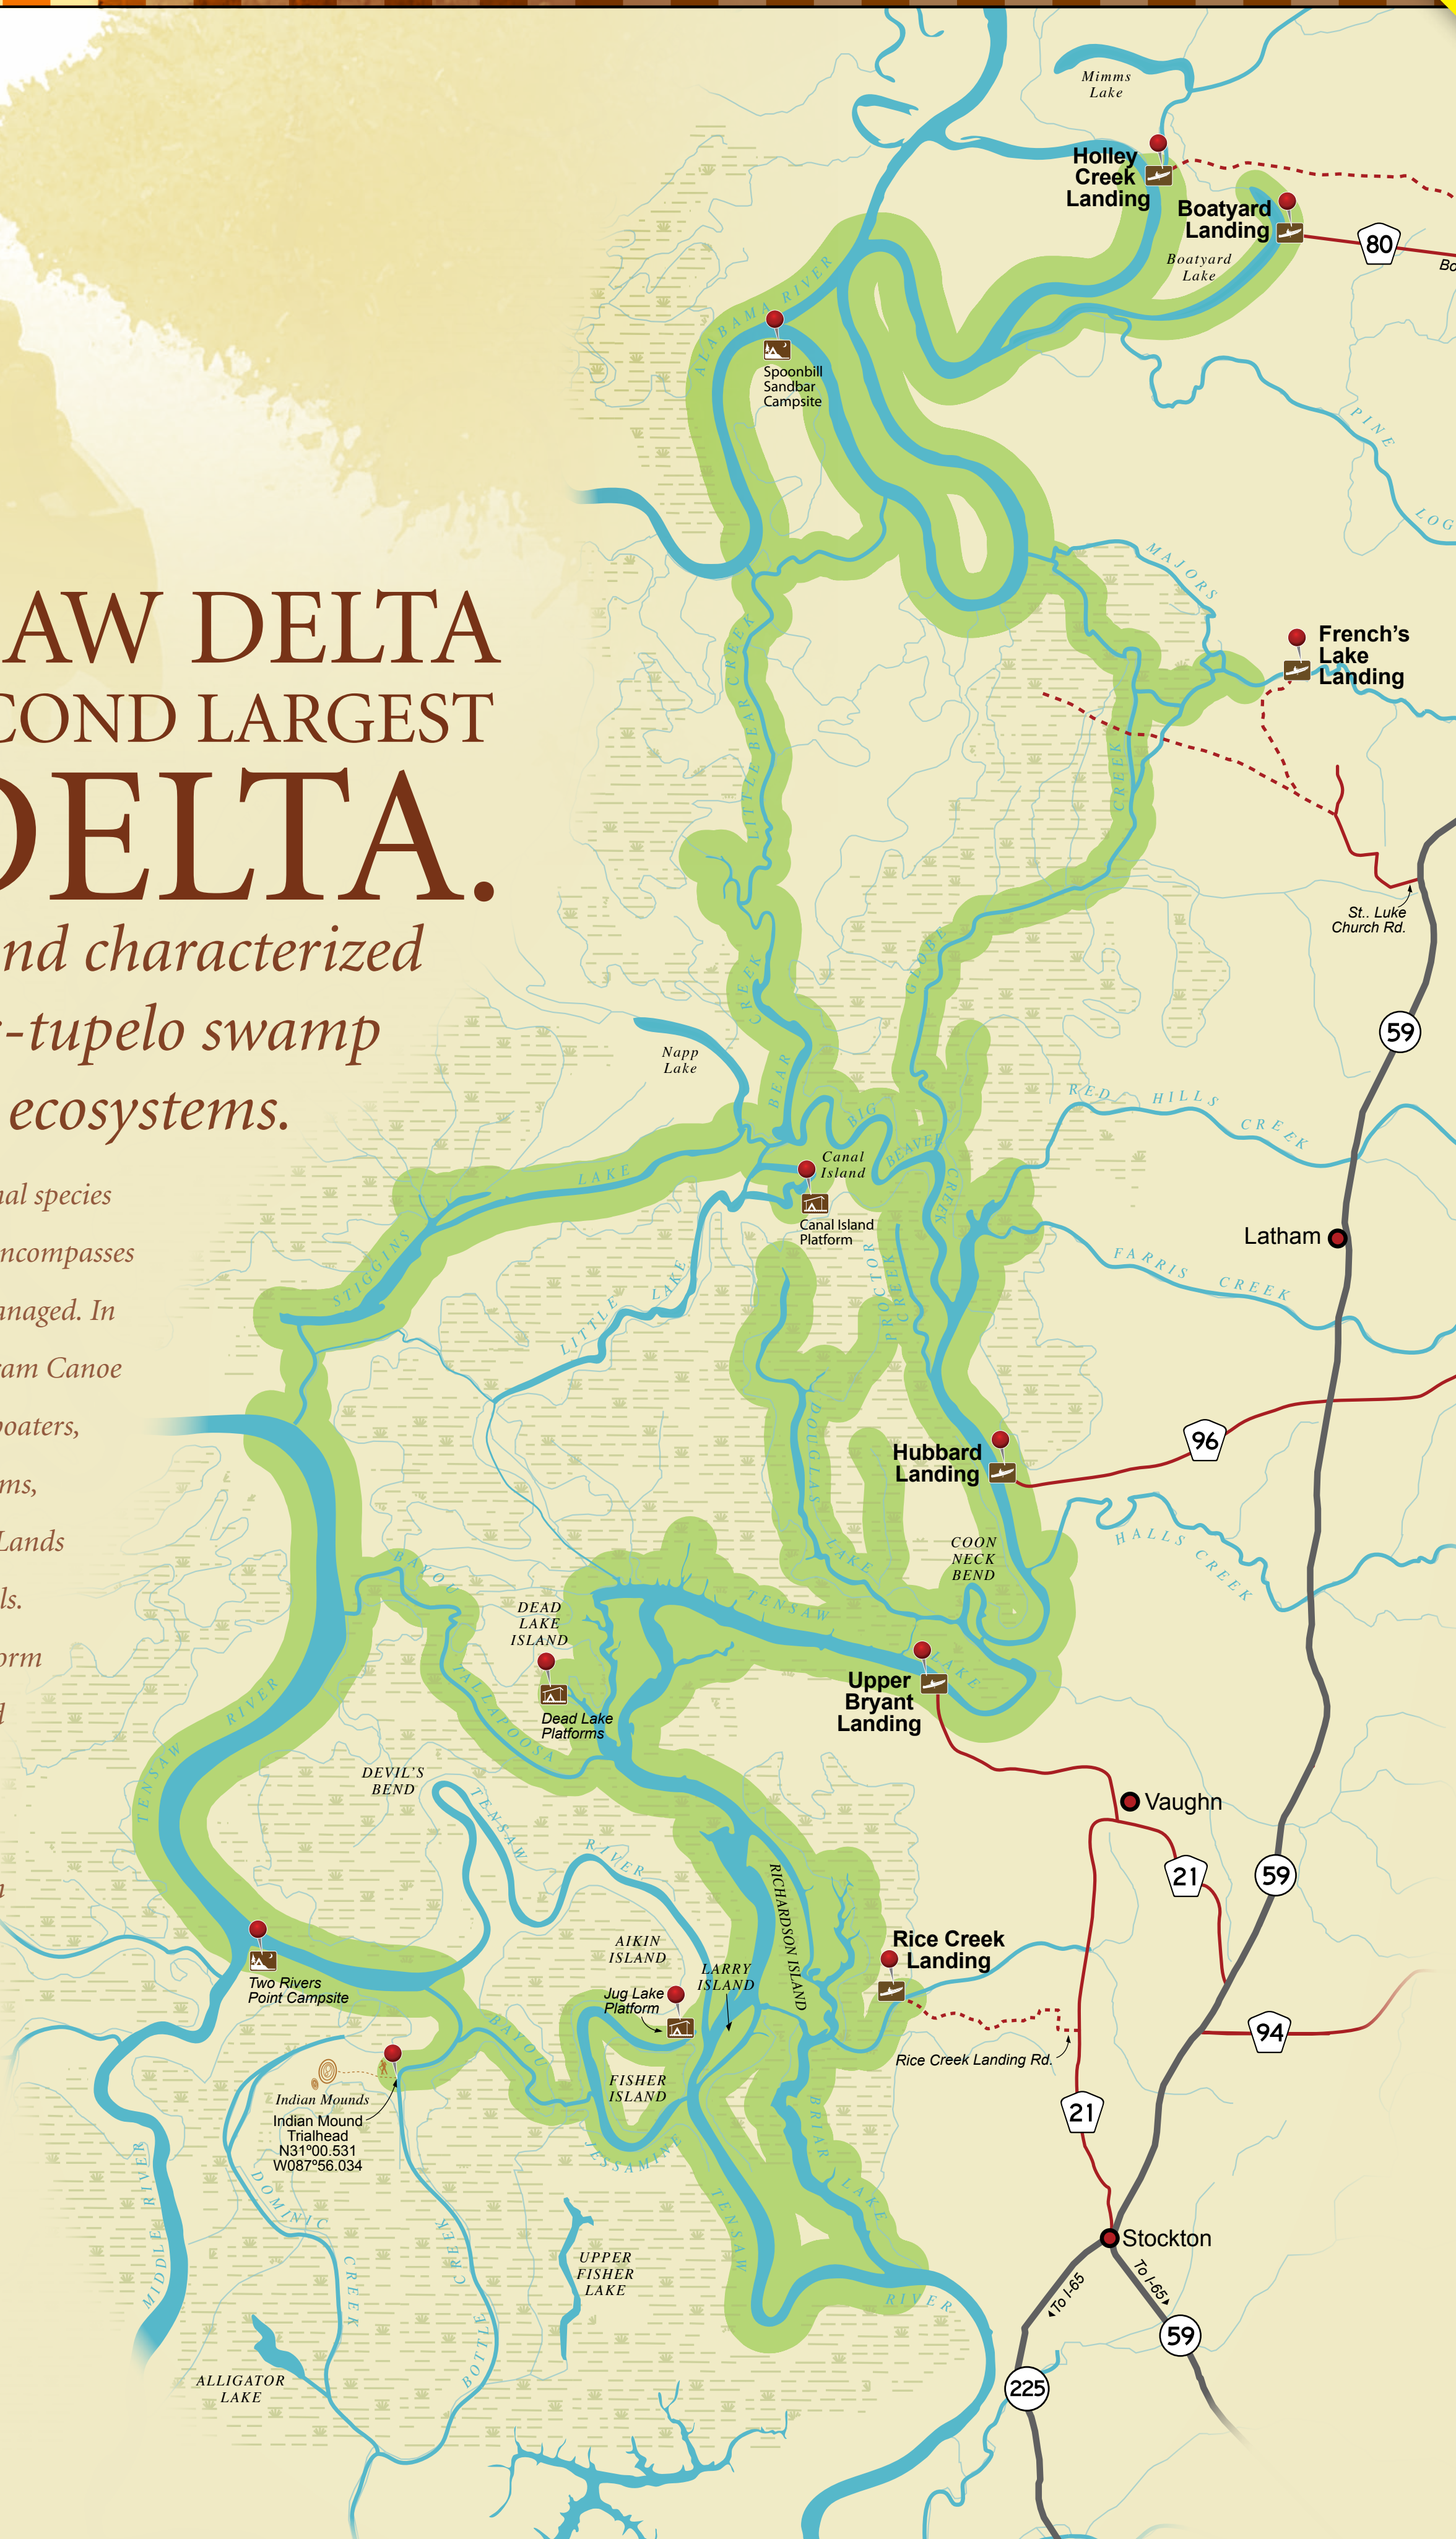 AW DELTA
COND LARGEST
DELTA.
nd characterized
-tupelo swamp
ecosystems.
nal species
ncompasses
anaged. In
ram Canoe
boaters,
ms,
Lands
ls.
orm
Mimms
Lake
Holley
Creek
Landing
Boatyard
Landing
Boatyard
Lake
80
Bo
ALABAMA RIVER
Spoonbill
Sandbar
Campsite
PINE
LOG
MAJORS
CREEK
French's
Lake
Landing
St.. Luke
Church Rd.
59
LITTLE BEAR CREEK
GLOBE
BEAR
CREEK
Napp
Lake
BIG
BEAVER
CREEK
Canal
Island
Canal Island
Platform
RED HILLS
CREEK
Latham
FARRIS CREEK
STIGGINS
LAKE
LITTLE LAKE
PROCTOR
CREEK
DOUGLAS
LAKE
Hubbard
Landing
96
COON
NECK
BEND
HALLS CREEK
BAYOU
TALLAPOOSA
DEAD
LAKE
ISLAND
Dead Lake
Platforms
TENSAW
LAKE
Upper
Bryant
Landing
TENSAW RIVER
DEVIL'S
BEND
TENSAW
RIVER
Vaughn
21
59
RICHARDSON ISLAND
Rice Creek
Landing
AIKIN
ISLAND
LARRY
ISLAND
Jug Lake
Platform
Two Rivers
Point Campsite
Rice Creek Landing Rd.
94
BAYOU
JESSAMINE
FISHER
ISLAND
Indian Mounds
Indian Mound
Trialhead
N31º00.531
W087º56.034
21
BRIAR LAKE
MIDDLE RIVER
DOMINIC
CREEK
BOTTLE
CREEK
TENSAW
RIVER
Stockton
To I-65
To I-65
UPPER
FISHER
LAKE
59
ALLIGATOR
LAKE
225